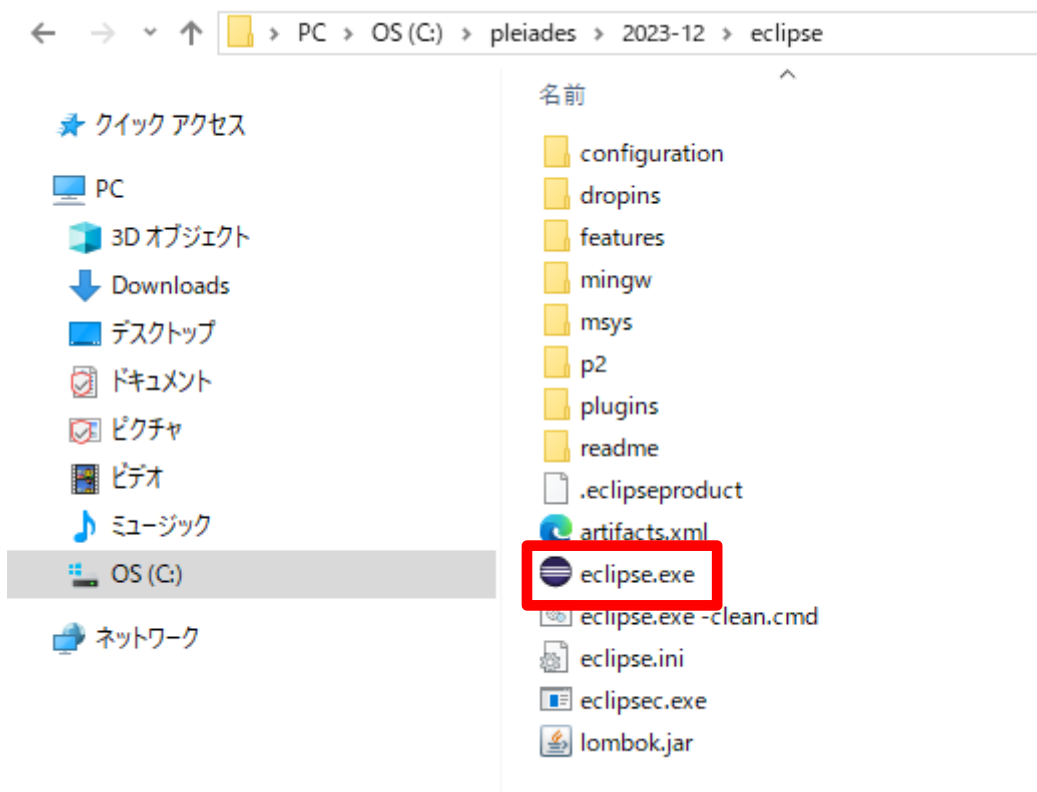 PC > OS (C:) > pleiades > 2023-12 > eclipse
クイック アクセス
PC
3D オブジェクト
Downloads
デスクトップ
ドキュメント
ピクチャ
ビデオ
ミュージック
OS (C:)
ネットワーク
名前
configuration
dropins
features
mingw
msys
p2
plugins
readme
.eclipseproduct
artifacts.xml
eclipse.exe
eclipse.exe -clean.cmd
eclipse.ini
eclipsec.exe
lombok.jar